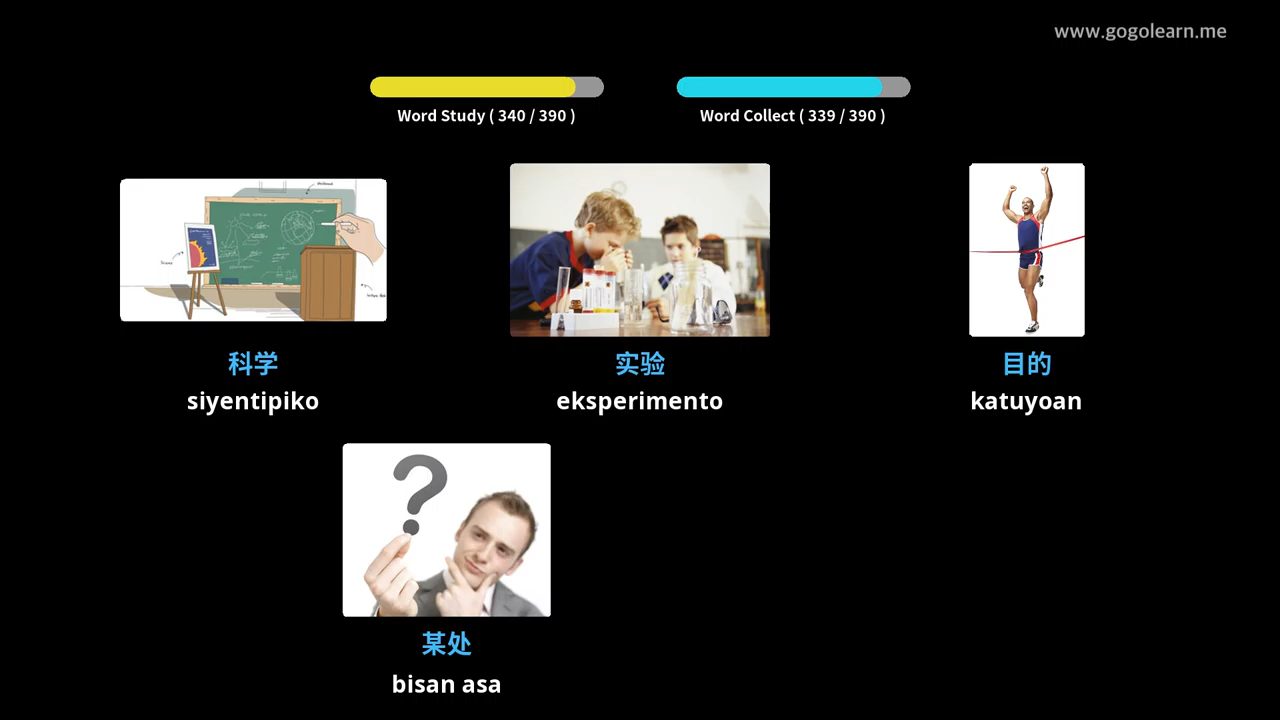 www.gogolearn.me
Word Study ( 340 / 390 )
Word Collect ( 339 / 390 )
科学
siyentipiko
实验
eksperimento
目的
katuyoan
某处
bisan asa